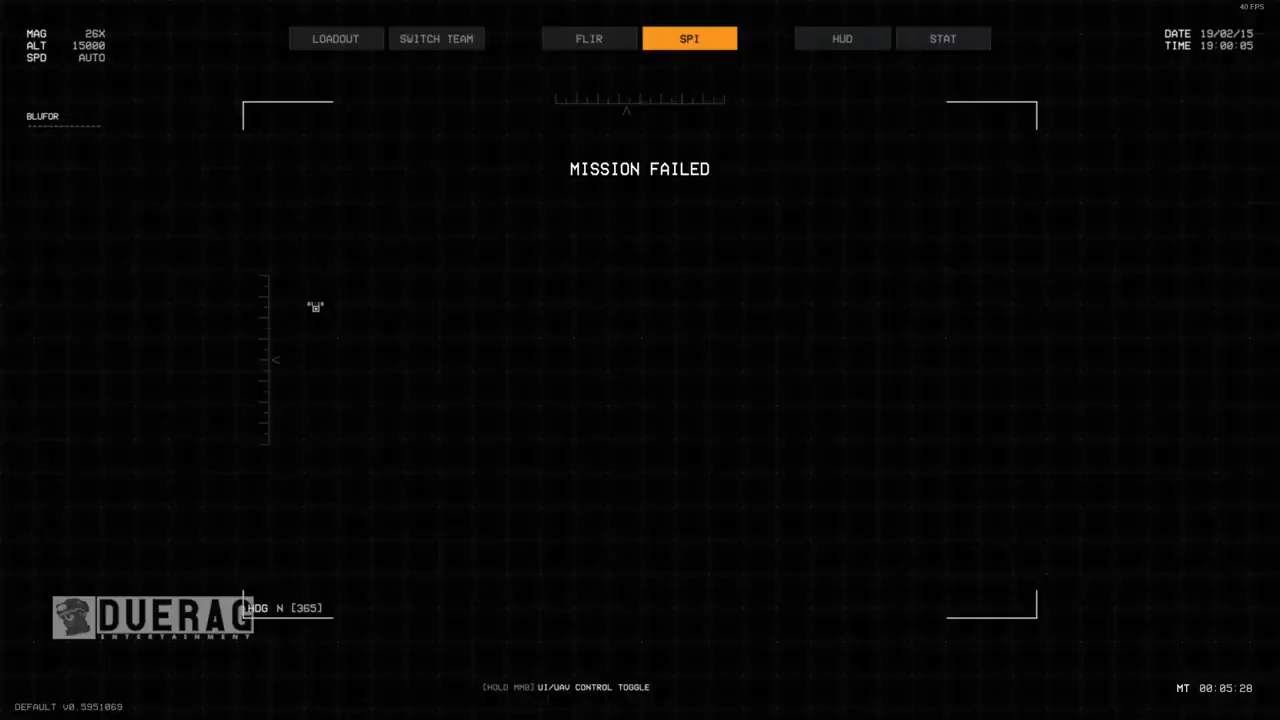 40 FPS
MAG 26X
ALT 15000
SPD AUTO
LOADOUT
SWITCH TEAM
FLIR
SPI
HUD
STAT
DATE 19/02/15
TIME 19:00:05
BLUFOR
MISSION FAILED
DUERAG
ENTERTAINMENT
HDG N [365]
[HOLD MMB] UI/UAV CONTROL TOGGLE
MT 00:05:28
DEFAULT v0.5951069